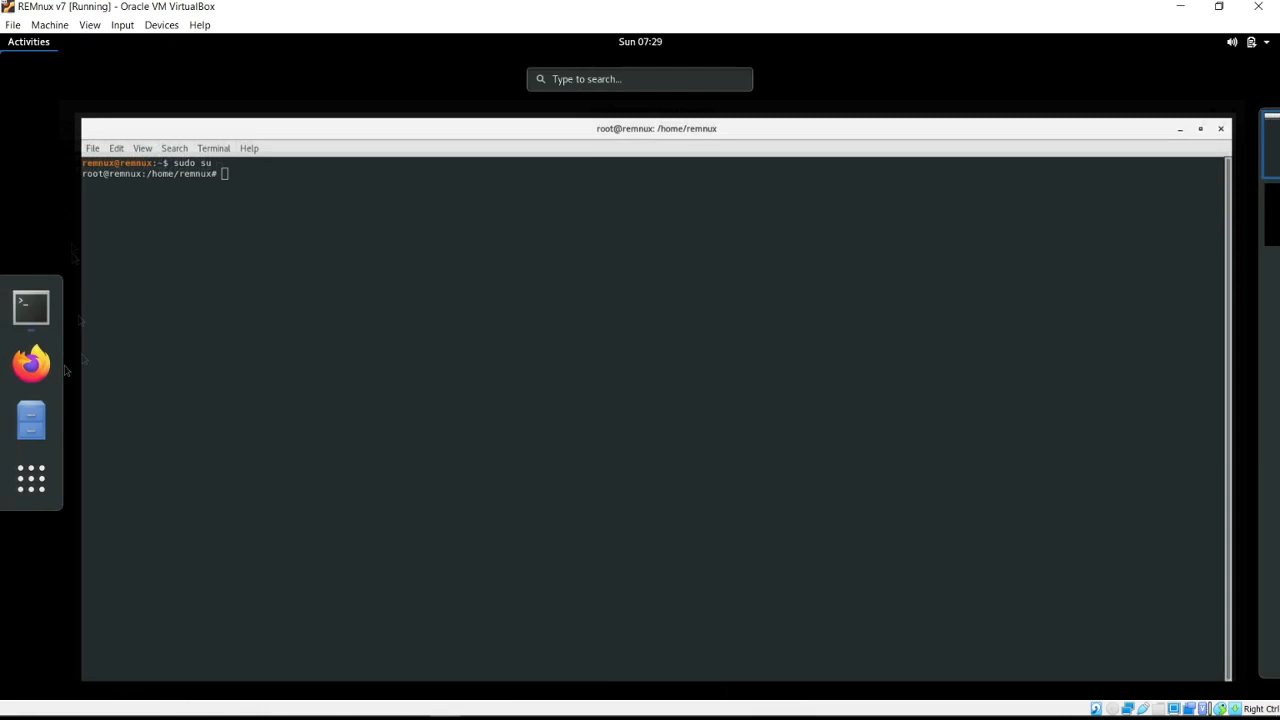 REMnux v7 [Running] - Oracle VM VirtualBox
File Machine View Input Devices Help
Activities Sun 07:29
Type to search...
root@remnux: /home/remnux
File Edit View Search Terminal Help
remnux@remnux:~$ sudo su
root@remnux:/home/remnux#
>_
Right Ctrl